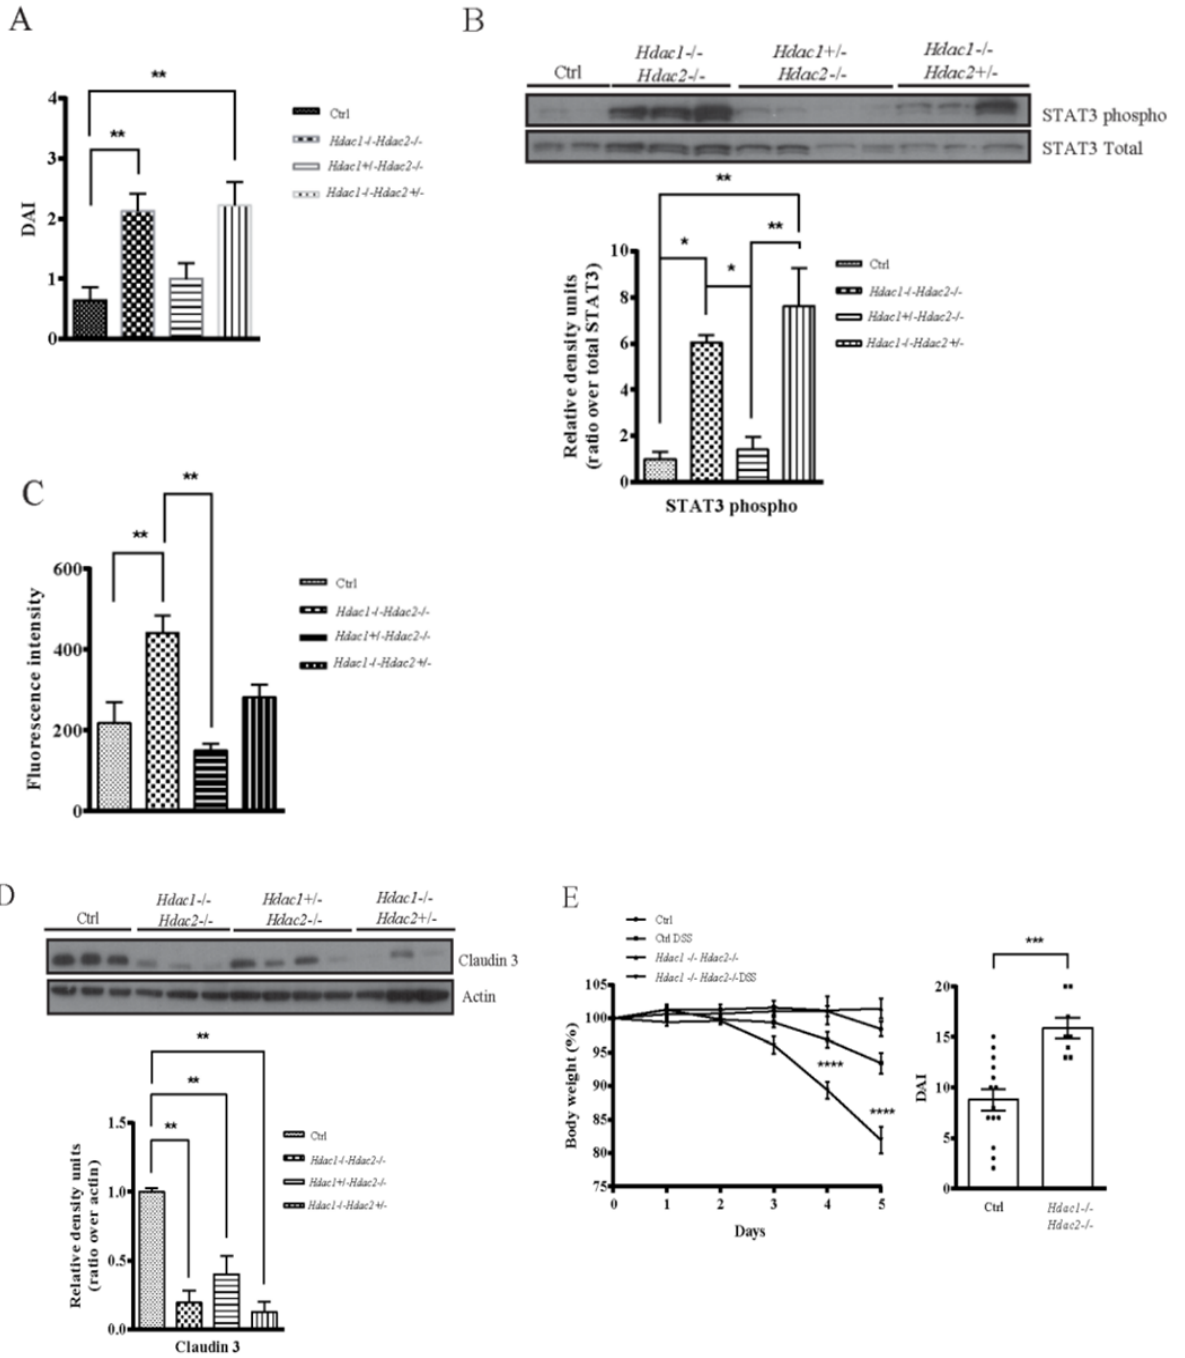 A
**
**
4
3
2
1
0
DAI
Ctrl
Hdac1-/-Hdac2-/-
Hdac1+/-Hdac2-/-
Hdac1-/-Hdac2+/-
B
Ctrl
Hdac1-/-
Hdac2-/-
Hdac1+/-
Hdac2-/-
Hdac1-/-
Hdac2+/-
STAT3 phospho
STAT3 Total
**
*
*
**
10
8
6
4
2
0
Relative density units
(ratio over total STAT3)
STAT3 phospho
Ctrl
Hdac1-/-Hdac2-/-
Hdac1+/-Hdac2-/-
Hdac1-/-Hdac2+/-
C
**
**
600
400
200
0
Fluorescence intensity
Ctrl
Hdac1-/-Hdac2-/-
Hdac1+/-Hdac2-/-
Hdac1-/-Hdac2+/-
D
Ctrl
Hdac1-/-
Hdac2-/-
Hdac1+/-
Hdac2-/-
Hdac1-/-
Hdac2+/-
Claudin 3
Actin
**
**
**
1.5
1.0
0.5
0.0
Relative density units
(ratio over actin)
Claudin 3
Ctrl
Hdac1-/-Hdac2-/-
Hdac1+/-Hdac2-/-
Hdac1-/-Hdac2+/-
E
Ctrl
Ctrl DSS
Hdac1 -/- Hdac2-/-
Hdac1 -/- Hdac2-/-DSS
105
100
95
90
85
80
75
Body weight (%)
****
****
0 1 2 3 4 5
Days
***
20
15
10
5
0
DAI
Ctrl
Hdac1-/-
Hdac2-/-